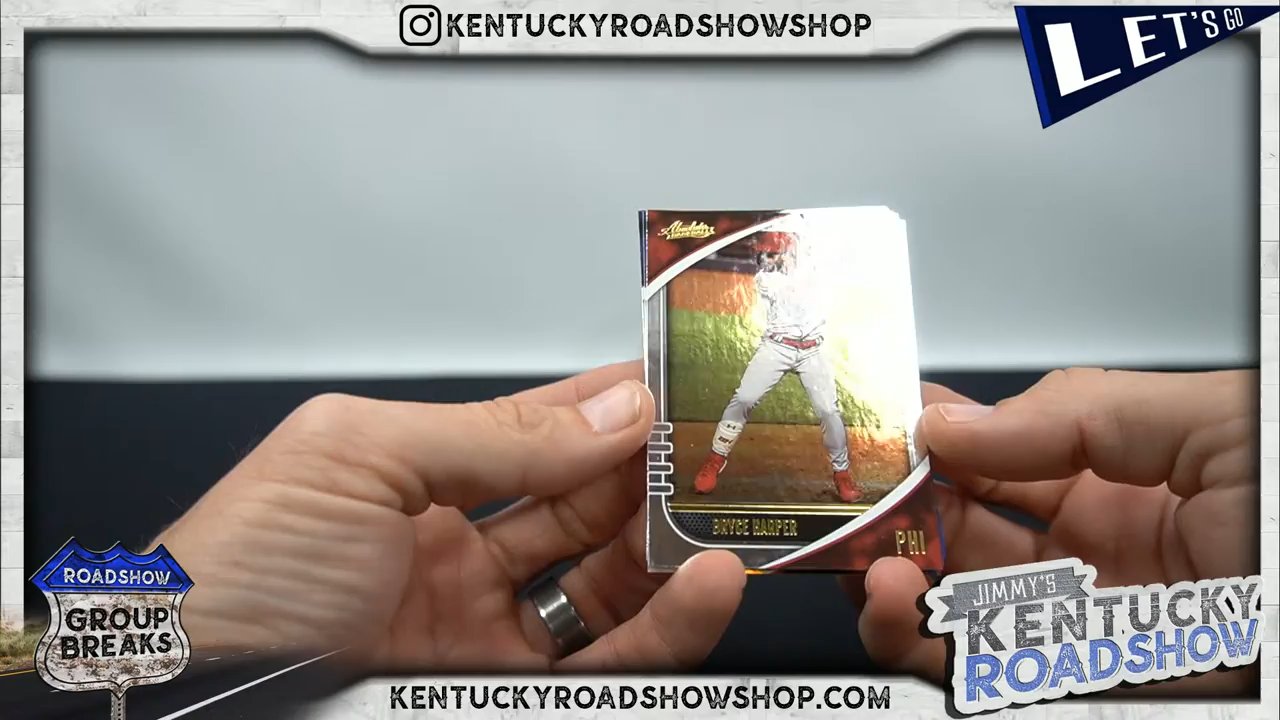 KENTUCKYROADSHOWSHOP
LET'S GO
Absolute
BRYCE HARPER
PHI
ROADSHOW
GROUP
BREAKS
JIMMY'S
KENTUCKY
ROADSHOW
KENTUCKYROADSHOWSHOP.COM